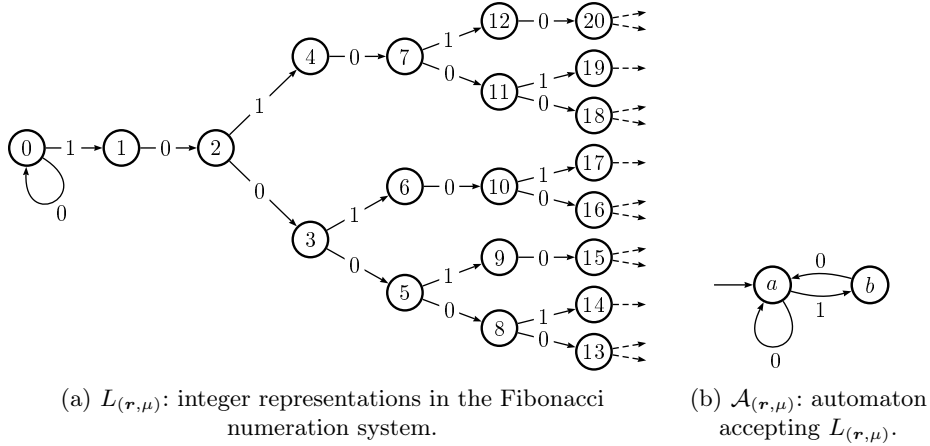 12 0 20
1
4 0 7 1 19
0 11 0
1 18
0 1 1 0 2 1 17
0 6 0 10 0
0 1 16
3 9 0 15
0 1
5 1 14
0 8 0
13
0
a b
1
0
(a) L(r,μ): integer representations in the Fibonacci
numeration system.
(b) A(r,μ): automaton
accepting L(r,μ).